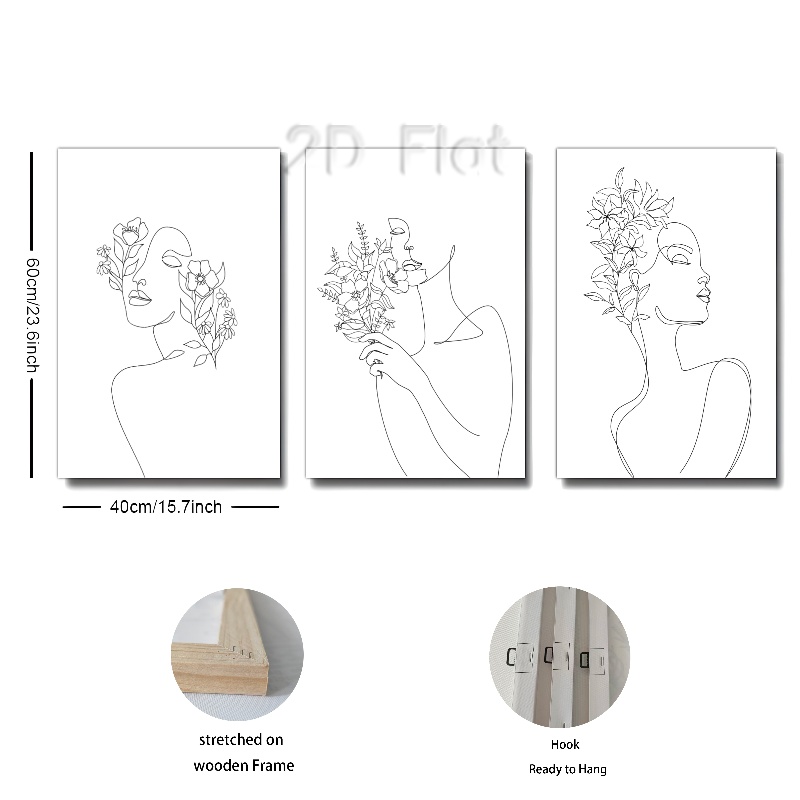 2D Flat
60cm/23.6inch
40cm/15.7inch
stretched on
wooden Frame
Hook
Ready to Hang